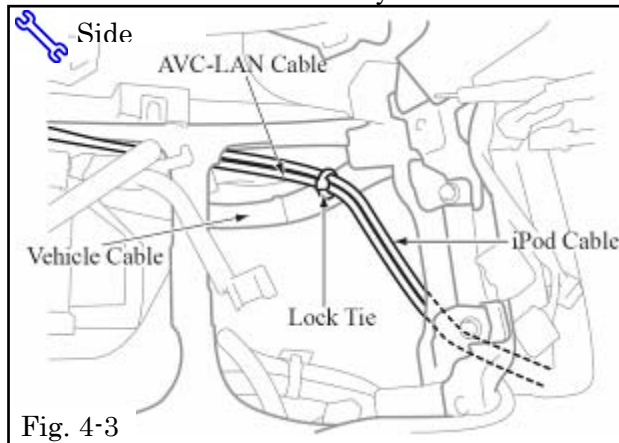 Side
AVC-LAN Cable
Vehicle Cable
iPod Cable
Lock Tie
Fig. 4-3